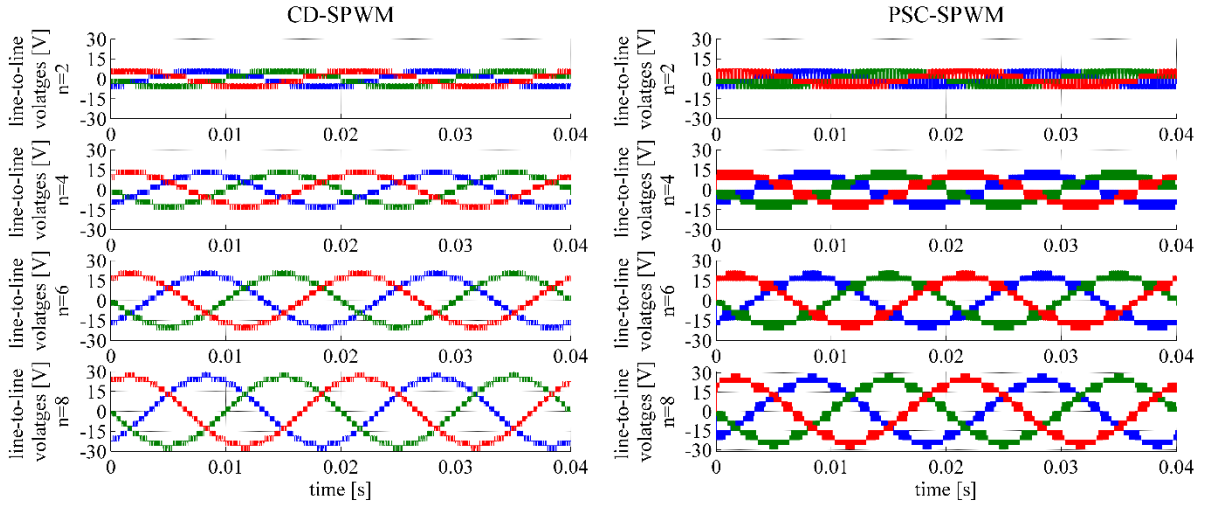 CD-SPWM
line-to-line
volatges [V]
n=2
30
15
0
-15
-30
0
0.01
0.02
0.03
0.04
line-to-line
volatges [V]
n=4
30
15
0
-15
-30
0
0.01
0.02
0.03
0.04
line-to-line
volatges [V]
n=6
30
15
0
-15
-30
0
0.01
0.02
0.03
0.04
line-to-line
volatges [V]
n=8
30
15
0
-15
-30
0
0.01
0.02
0.03
0.04
time [s]
PSC-SPWM
line-to-line
volatges [V]
n=2
30
15
0
-15
-30
0
0.01
0.02
0.03
0.04
line-to-line
volatges [V]
n=4
30
15
0
-15
-30
0
0.01
0.02
0.03
0.04
line-to-line
volatges [V]
n=6
30
15
0
-15
-30
0
0.01
0.02
0.03
0.04
line-to-line
volatges [V]
n=8
30
15
0
-15
-30
0
0.01
0.02
0.03
0.04
time [s]